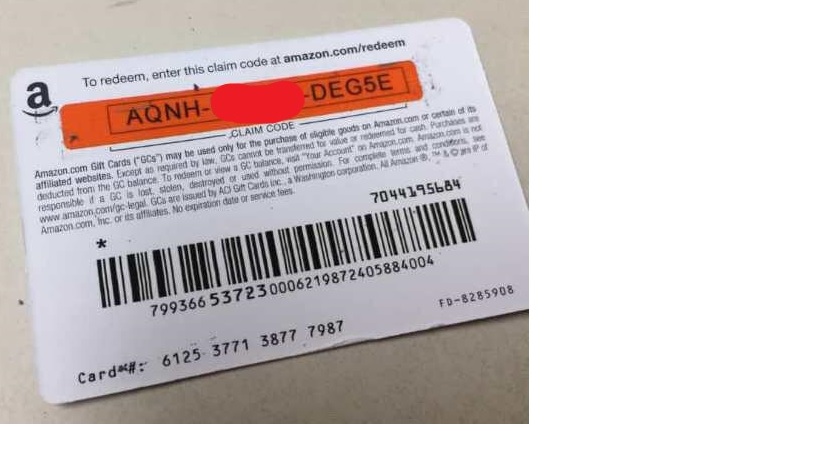 a
To redeem, enter this claim code at amazon.com/redeem
AQNH- -DEG5E
CLAIM CODE
Amazon.com Gift Cards ("GCs") may be used only for the purchase of eligible goods on Amazon.com or certain of its
affiliated websites. Except as required by law, GCs cannot be transferred for value or redeemed for cash. Purchases are
deducted from the GC balance. To redeem or view a GC balance, visit "Your Account" on Amazon.com. Amazon.com is not
responsible if a GC is lost, stolen, destroyed or used without permission. For complete terms and conditions, see
www.amazon.com/gc-legal. GCs are issued by ACI Gift Cards Inc., a Washington corporation. All Amazon ®, ™ & © are IP of
Amazon.com, Inc. or its affiliates. No expiration date or service fees.
7044195684
*
799366537230006219872405884004
FD-8285908
Card#: 6125 3771 3877 7987